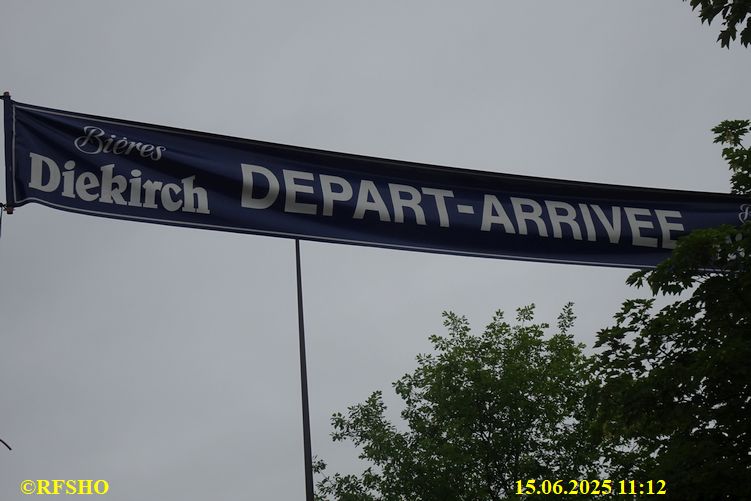 Bières
Diekirch
DEPART-ARRIVEE
©RFSHO
15.06.2025 11:12